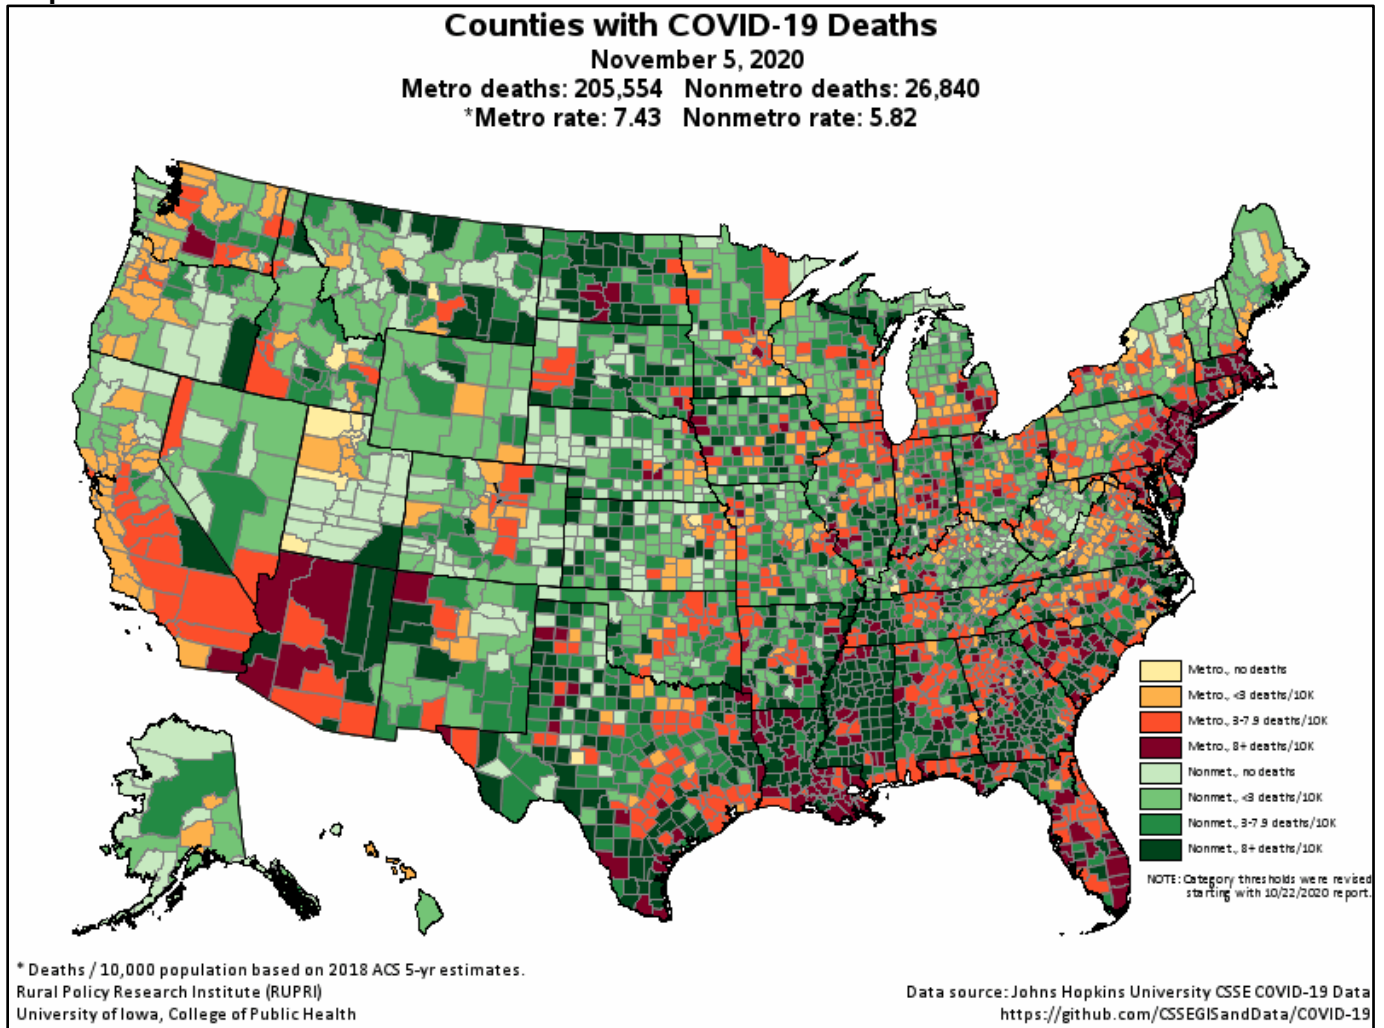 Counties with COVID-19 Deaths
November 5, 2020
Metro deaths: 205,554 Nonmetro deaths: 26,840
*Metro rate: 7.43 Nonmetro rate: 5.82
Metro., no deaths
Metro., <3 deaths/10K
Metro., 3-7.9 deaths/10K
Metro., 8+ deaths/10K
Nonmet., no deaths
Nonmet., <3 deaths/10K
Nonmet., 3-7.9 deaths/10K
Nonmet., 8+ deaths/10K
NOTE: Category thresholds were revised
starting with 10/22/2020 report.
* Deaths / 10,000 population based on 2018 ACS 5-yr estimates.
Rural Policy Research Institute (RUPRI)
University of Iowa, College of Public Health
Data source: Johns Hopkins University CSSE COVID-19 Data
https://github.com/CSSEGISandData/COVID-19